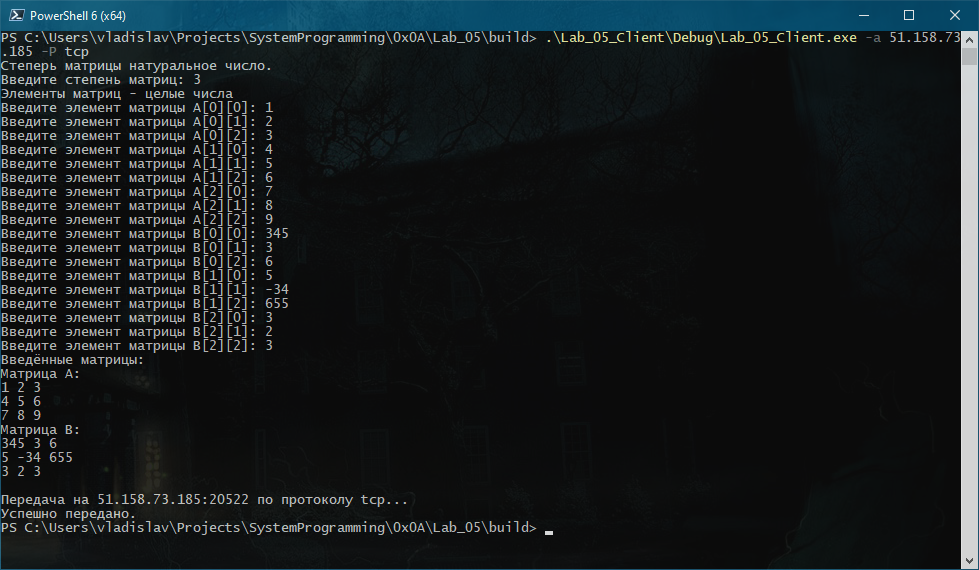 PowerShell 6 (x64)
PS C:\Users\vladislav\Projects\SystemProgramming\0x0A\Lab_05\build> .\Lab_05_Client\Debug\Lab_05_Client.exe -a 51.158.73
.185 -P tcp
Степерь матрицы натуральное число.
Введите степень матриц: 3
Элементы матриц - целые числа
Введите элемент матрицы A[0][0]: 1
Введите элемент матрицы A[0][1]: 2
Введите элемент матрицы A[0][2]: 3
Введите элемент матрицы A[1][0]: 4
Введите элемент матрицы A[1][1]: 5
Введите элемент матрицы A[1][2]: 6
Введите элемент матрицы A[2][0]: 7
Введите элемент матрицы A[2][1]: 8
Введите элемент матрицы A[2][2]: 9
Введите элемент матрицы B[0][0]: 345
Введите элемент матрицы B[0][1]: 3
Введите элемент матрицы B[0][2]: 6
Введите элемент матрицы B[1][0]: 5
Введите элемент матрицы B[1][1]: -34
Введите элемент матрицы B[1][2]: 655
Введите элемент матрицы B[2][0]: 3
Введите элемент матрицы B[2][1]: 2
Введите элемент матрицы B[2][2]: 3
Введённые матрицы:
Матрица A:
1 2 3
4 5 6
7 8 9
Матрица B:
345 3 6
5 -34 655
3 2 3
Передача на 51.158.73.185:20522 по протоколу tcp...
Успешно передано.
PS C:\Users\vladislav\Projects\SystemProgramming\0x0A\Lab_05\build>